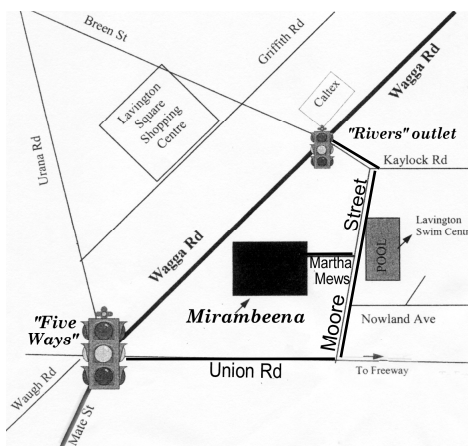 Breen St
Griffith Rd
Wagga Rd
Caltex
Lavington
Square
Shopping
Centre
Urana Rd
"Rivers" outlet
Kaylock Rd
Wagga Rd
Street
Moore
POOL
Lavington
Swim Cent
Martha
Mews
Mirambeena
Nowland Ave
"Five
Ways"
Union Rd
To Freeway
Waugh Rd
Mate St